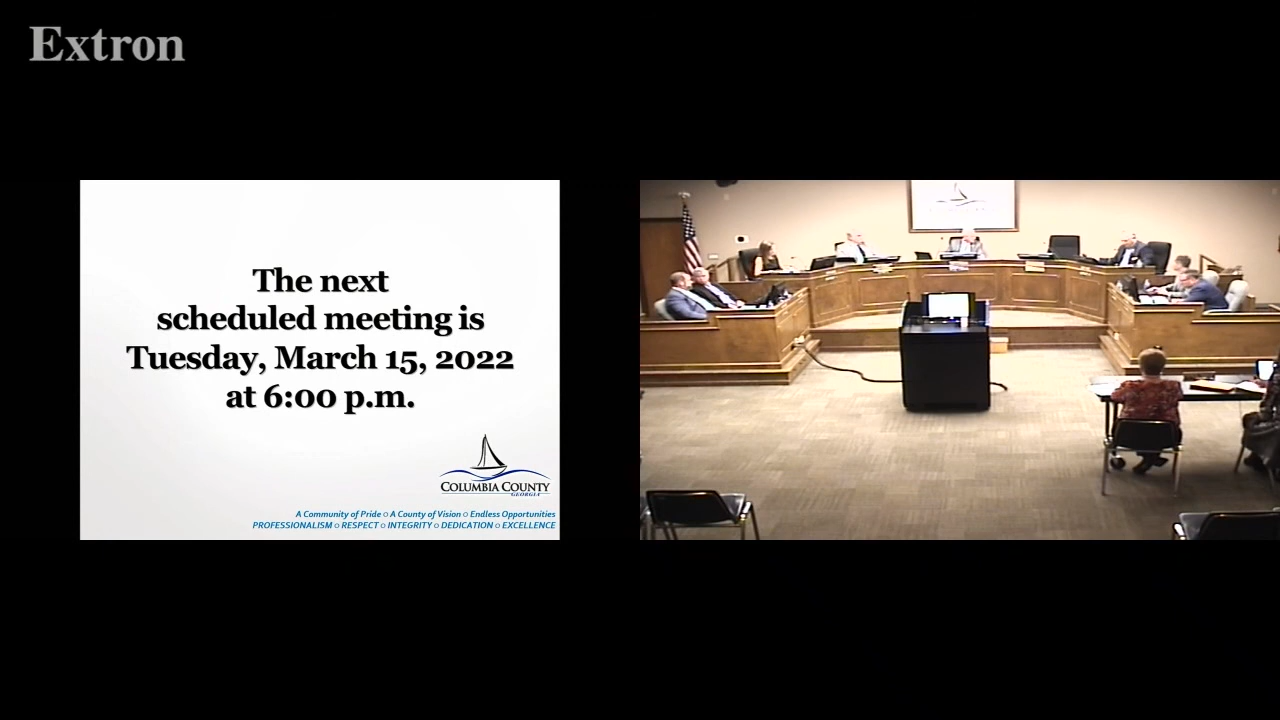 Extron
The next
scheduled meeting is
Tuesday, March 15, 2022
at 6:00 p.m.
COLUMBIA COUNTY
GEORGIA
A Community of Pride ○ A County of Vision ○ Endless Opportunities
PROFESSIONALISM ○ RESPECT ○ INTEGRITY ○ DEDICATION ○ EXCELLENCE